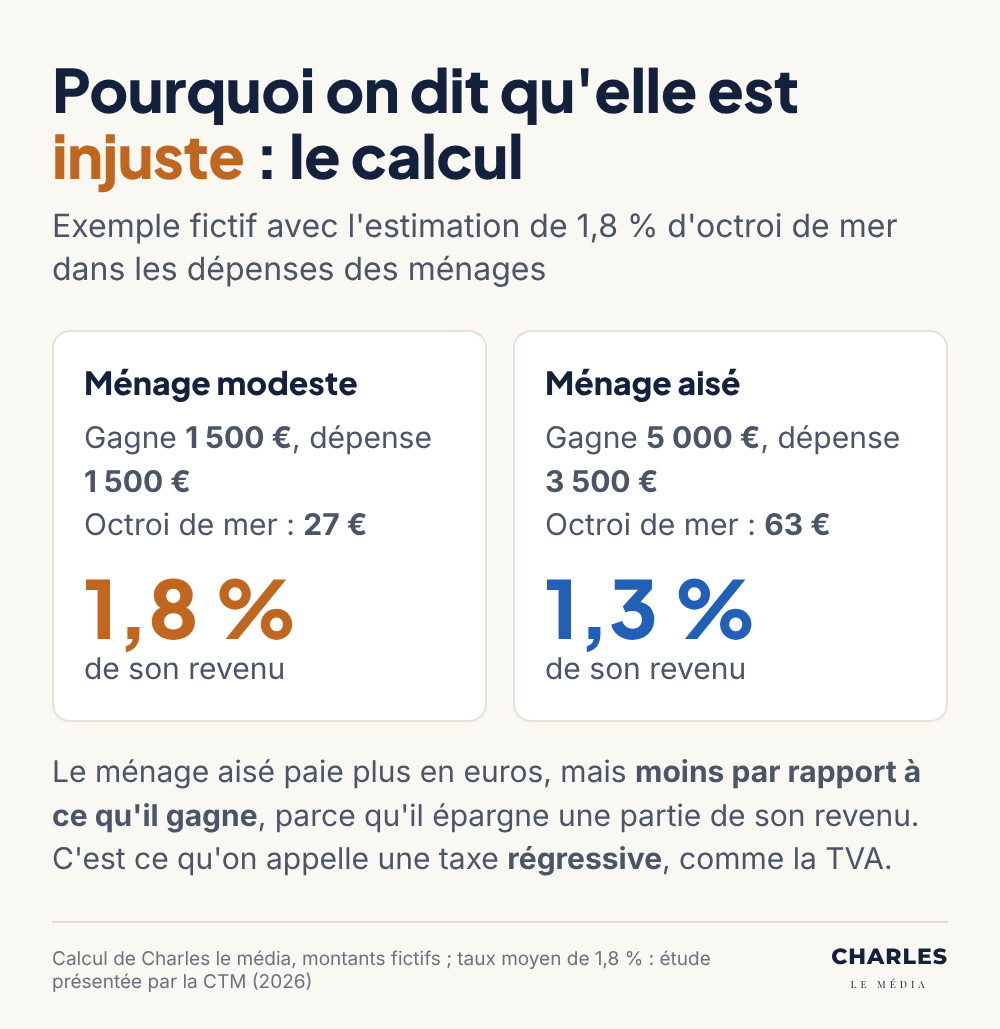 Pourquoi on dit qu'elle est
injuste : le calcul
Exemple fictif avec l'estimation de 1,8 % d'octroi de mer
dans les dépenses des ménages
Ménage modeste
Gagne 1 500 €, dépense
1 500 €
Octroi de mer : 27 €
1,8 %
de son revenu
Ménage aisé
Gagne 5 000 €, dépense
3 500 €
Octroi de mer : 63 €
1,3 %
de son revenu
Le ménage aisé paie plus en euros, mais moins par rapport à
ce qu'il gagne, parce qu'il épargne une partie de son revenu.
C'est ce qu'on appelle une taxe régressive, comme la TVA.
Calcul de Charles le média, montants fictifs ; taux moyen de 1,8 % : étude
présentée par la CTM (2026)
CHARLES
LE MÉDIA